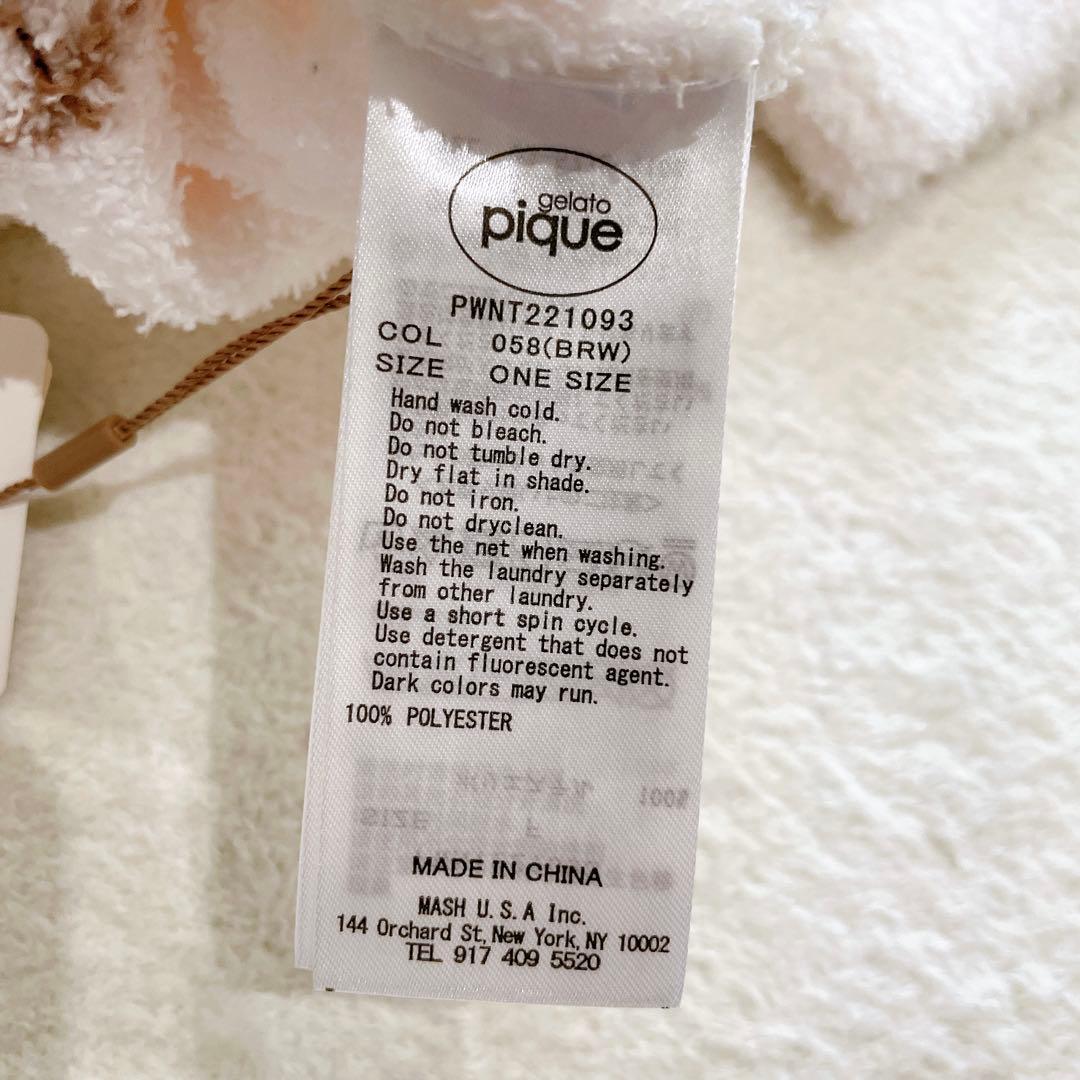 gelato
pique
PWNT221093
COL 058(BRW)
SIZE ONE SIZE
Hand wash cold.
Do not bleach.
Do not tumble dry.
Dry flat in shade.
Do not iron.
Do not dryclean.
Use the net when washing.
Wash the laundry separately
from other laundry.
Use a short spin cycle.
Use detergent that does not
contain fluorescent agent.
Dark colors may run.
100% POLYESTER
MADE IN CHINA
MASH U.S.A Inc.
144 Orchard St, New York, NY 10002
TEL 917 409 5520